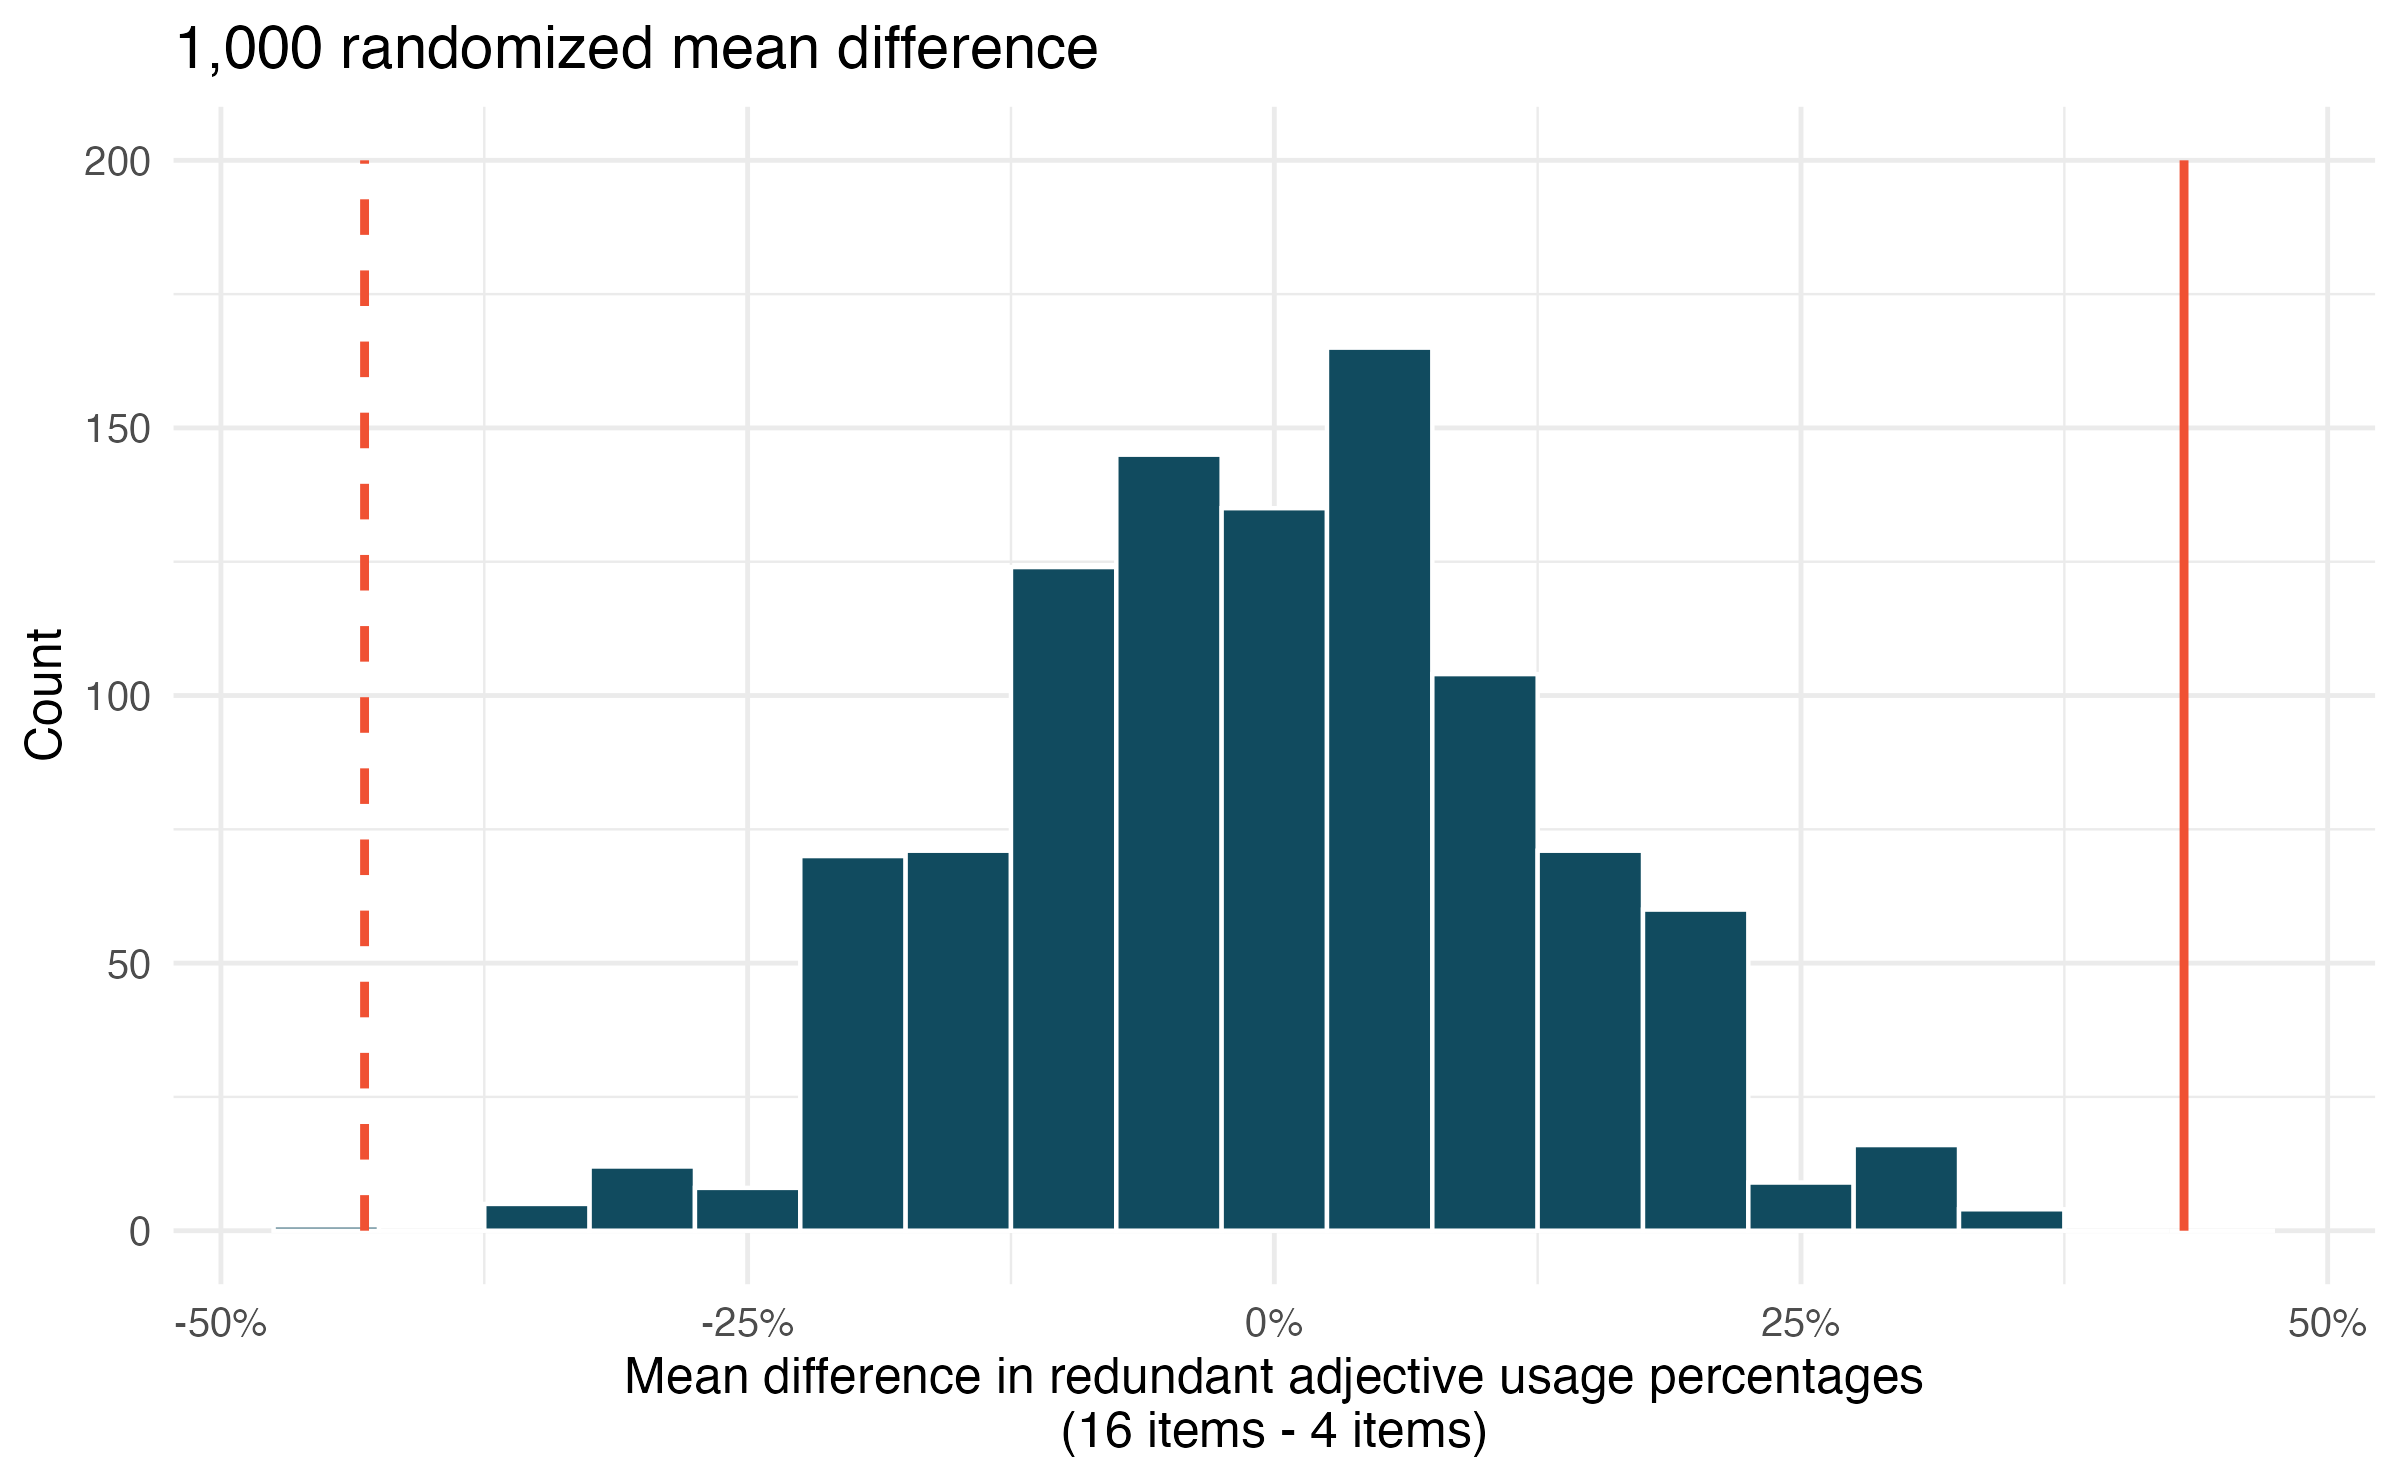 1,000 randomized mean difference
200
150
100
50
0
Count
-50% -25% 0% 25% 50%
Mean difference in redundant adjective usage percentages
(16 items - 4 items)